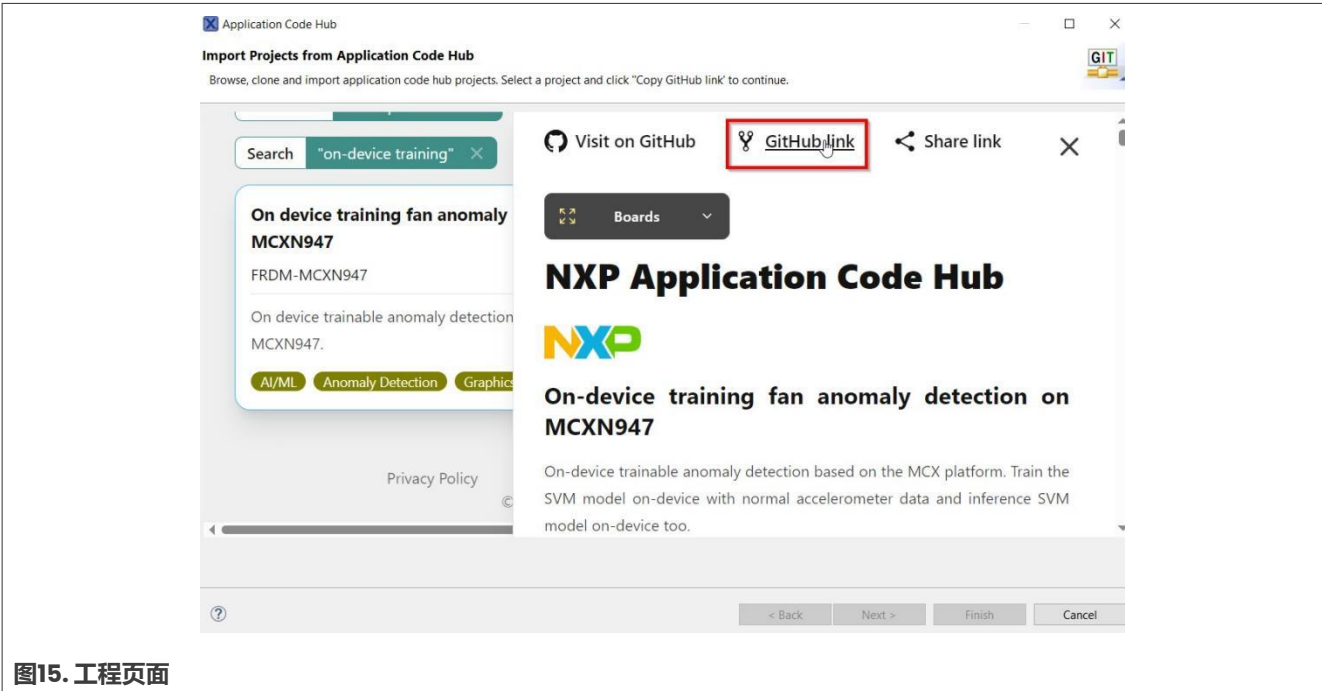 Application Code Hub
Import Projects from Application Code Hub
Browse, clone and import application code hub projects. Select a project and click "Copy GitHub link' to continue.
GIT
Search "on-device training"
On device training fan anomaly
MCXN947
FRDM-MCXN947
On device trainable anomaly detection
MCXN947.
AI/ML Anomaly Detection Graphics
Privacy Policy
©
Visit on GitHub GitHub link Share link
Boards
NXP Application Code Hub
NXP
On-device training fan anomaly detection on
MCXN947
On-device trainable anomaly detection based on the MCX platform. Train the
SVM model on-device with normal accelerometer data and inference SVM
model on-device too.
< Back Next > Finish Cancel
图15. 工程页面